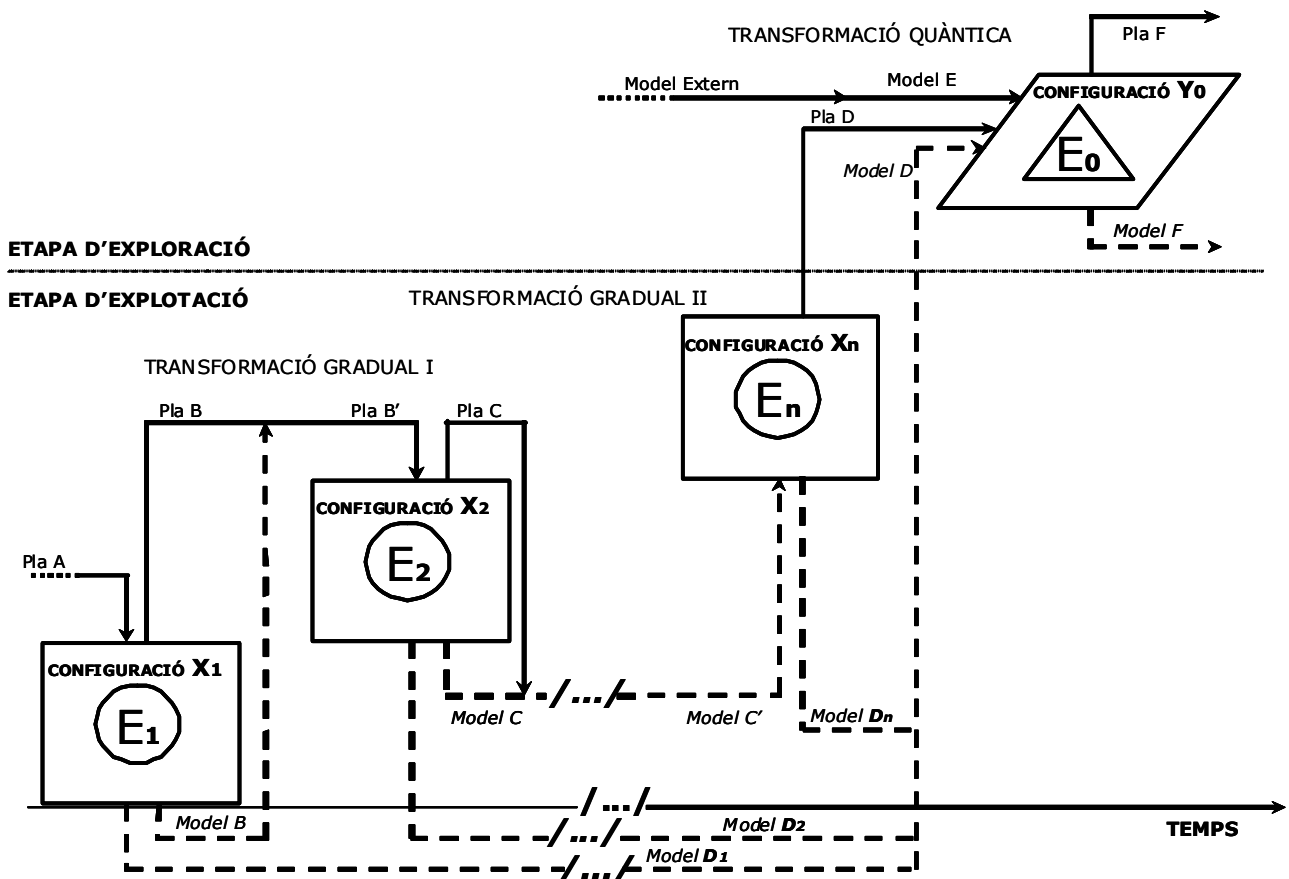 TRANSFORMACIÓ QUÀNTICA
Pla F
Model Extern
Model E
CONFIGURACIÓ Y0
Pla D
E0
Model D
Model F
ETAPA D'EXPLORACIÓ
ETAPA D'EXPLOTACIÓ
TRANSFORMACIÓ GRADUAL II
CONFIGURACIÓ Xn
En
TRANSFORMACIÓ GRADUAL I
Pla B
Pla B'
Pla C
CONFIGURACIÓ X2
E2
Pla A
CONFIGURACIÓ X1
E1
/.../
Model C
Model C'
Model Dn
/.../
Model B
/.../
Model D2
TEMPS
/.../
Model D1